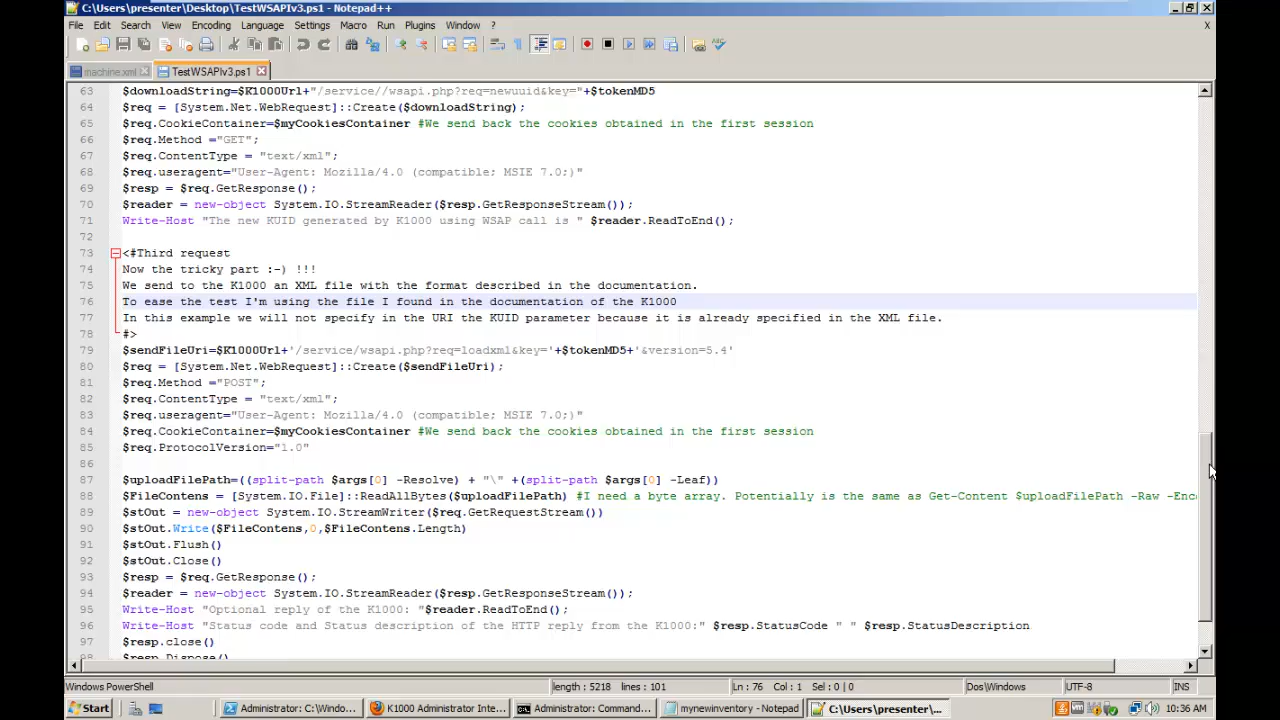 C:\Users\presenter\Desktop\TestWSAPIv3.ps1 - Notepad++
File Edit Search View Encoding Language Settings Macro Run Plugins Window ? X
machine.xml TestWSAPIv3.ps1
63 $downloadString=$K1000Url+"/service//wsapi.php?req=newuuid&key="+$tokenMD5
64 $req = [System.Net.WebRequest]::Create($downloadString);
65 $req.CookieContainer=$myCookiesContainer #We send back the cookies obtained in the first session
66 $req.Method ="GET";
67 $req.ContentType = "text/xml";
68 $req.useragent="User-Agent: Mozilla/4.0 (compatible; MSIE 7.0;)"
69 $resp = $req.GetResponse();
70 $reader = new-object System.IO.StreamReader($resp.GetResponseStream());
71 Write-Host "The new KUID generated by K1000 using WSAP call is " $reader.ReadToEnd();
72
73 <#Third request
74 Now the tricky part :-) !!!
75 We send to the K1000 an XML file with the format described in the documentation.
76 To ease the test I'm using the file I found in the documentation of the K1000
77 In this example we will not specify in the URI the KUID parameter because it is already specified in the XML file.
78 #>
79 $sendFileUri=$K1000Url+'/service/wsapi.php?req=loadxml&key='+$tokenMD5+'&version=5.4'
80 $req = [System.Net.WebRequest]::Create($sendFileUri);
81 $req.Method ="POST";
82 $req.ContentType = "text/xml";
83 $req.useragent="User-Agent: Mozilla/4.0 (compatible; MSIE 7.0;)"
84 $req.CookieContainer=$myCookiesContainer #We send back the cookies obtained in the first session
85 $req.ProtocolVersion="1.0"
86
87 $uploadFilePath=((split-path $args[0] -Resolve) + "\" +(split-path $args[0] -Leaf))
88 $FileContens = [System.IO.File]::ReadAllBytes($uploadFilePath) #I need a byte array. Potentially is the same as Get-Content $uploadFilePath -Raw -Enc
89 $stOut = new-object System.IO.StreamWriter($req.GetRequestStream())
90 $stOut.Write($FileContens,0,$FileContens.Length)
91 $stOut.Flush()
92 $stOut.Close()
93 $resp = $req.GetResponse();
94 $reader = new-object System.IO.StreamReader($resp.GetResponseStream());
95 Write-Host "Optional reply of the K1000: "$reader.ReadToEnd();
96 Write-Host "Status code and Status description of the HTTP reply from the K1000:" $resp.StatusCode " " $resp.StatusDescription
97 $resp.close()
98 $resp.Dispose()
Windows PowerShell length : 5218 lines : 101 Ln : 76 Col : 1 Sel : 0 | 0 Dos\Windows UTF-8 INS
Start Administrator: C:\Windo... K1000 Administrator Inte... Administrator: Comman... mynewinventory - Notepad C:\Users\presenter\... 10:36 AM